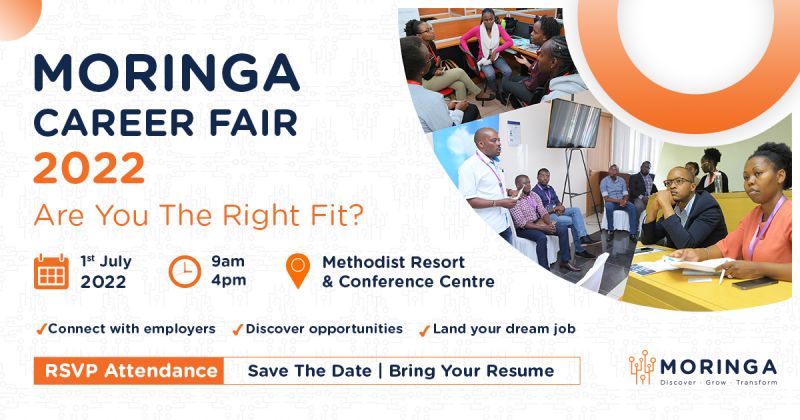 MORINGA
CAREER FAIR
2022
Are You The Right Fit?
1st July
2022
9am
4pm
Methodist Resort
& Conference Centre
✓Connect with employers ✓Discover opportunities ✓Land your dream job
RSVP Attendance Save The Date | Bring Your Resume
MORINGA
Discover · Grow · Transform